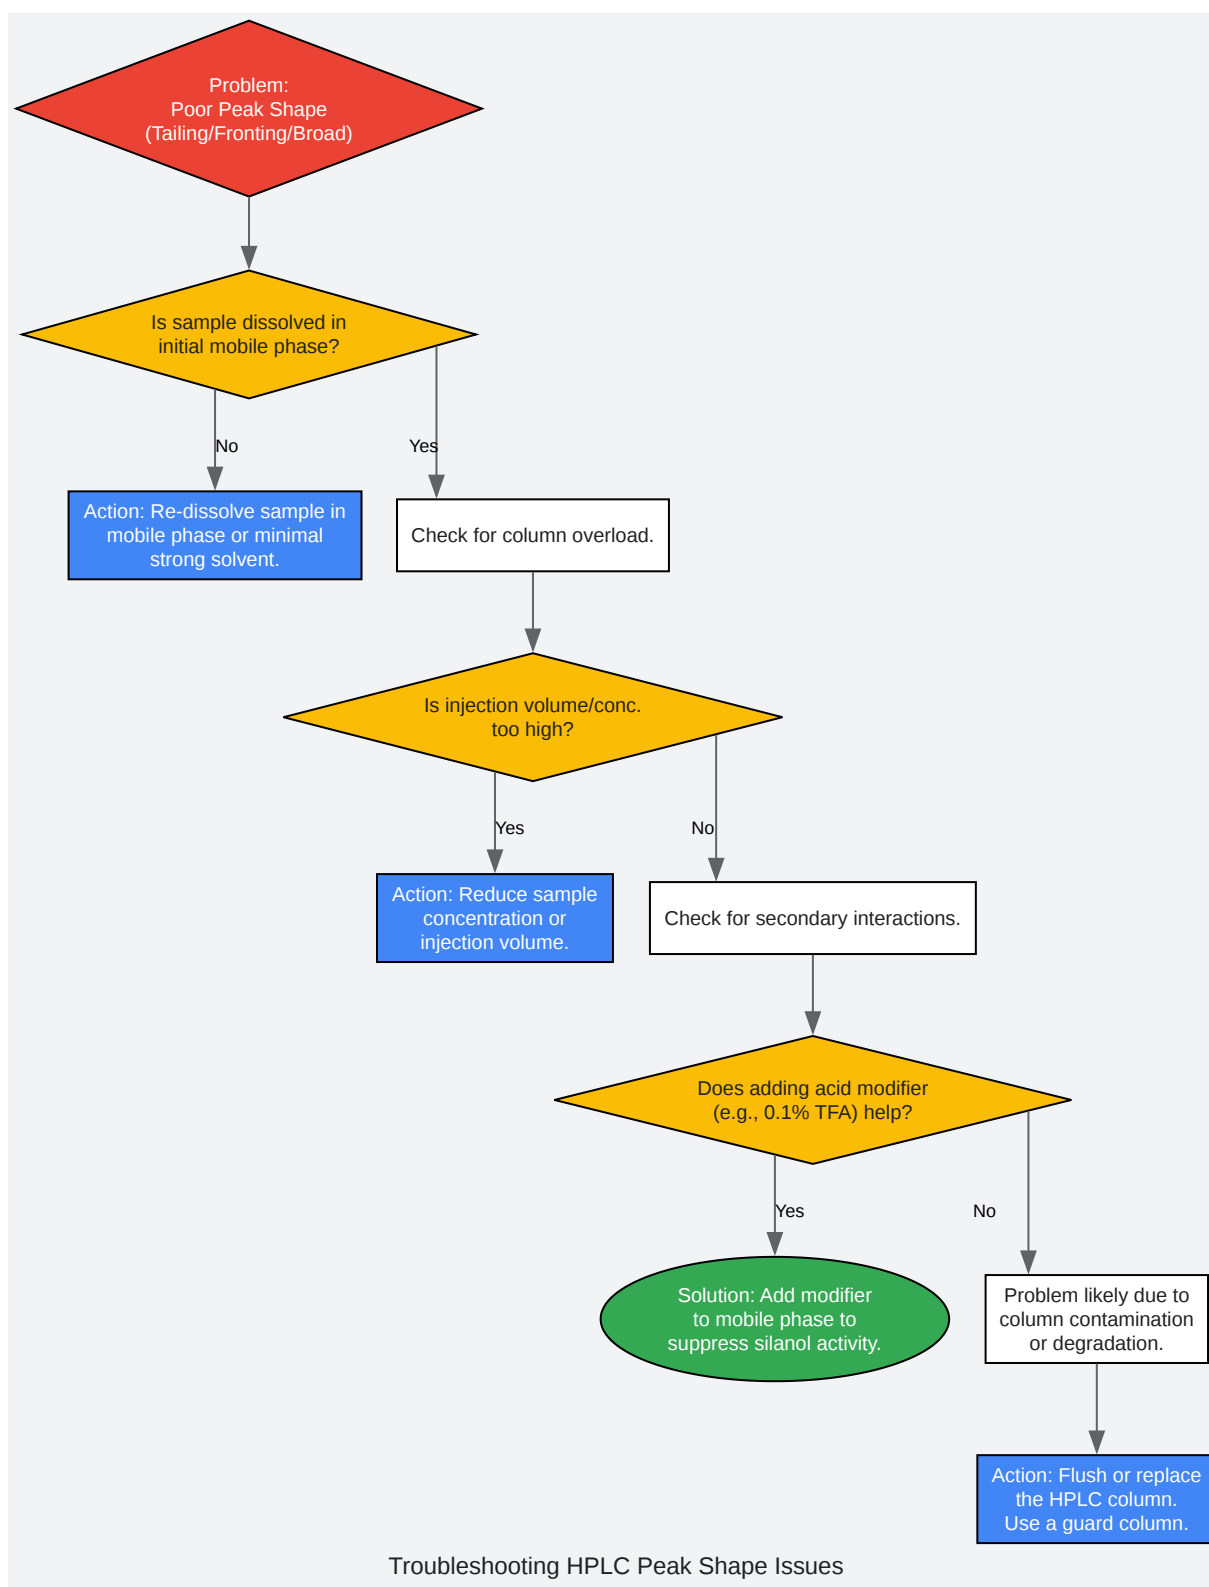 Problem:
Poor Peak Shape
(Tailing/Fronting/Broad)
Is sample dissolved in
initial mobile phase?
No
Yes
Action: Re-dissolve sample in
mobile phase or minimal
strong solvent.
Check for column overload.
Is injection volume/conc.
too high?
Yes
No
Action: Reduce sample
concentration or
injection volume.
Check for secondary interactions.
Does adding acid modifier
(e.g., 0.1% TFA) help?
Yes
No
Solution: Add modifier
to mobile phase to
suppress silanol activity.
Problem likely due to
column contamination
or degradation.
Action: Flush or replace
the HPLC column.
Use a guard column.
Troubleshooting HPLC Peak Shape Issues